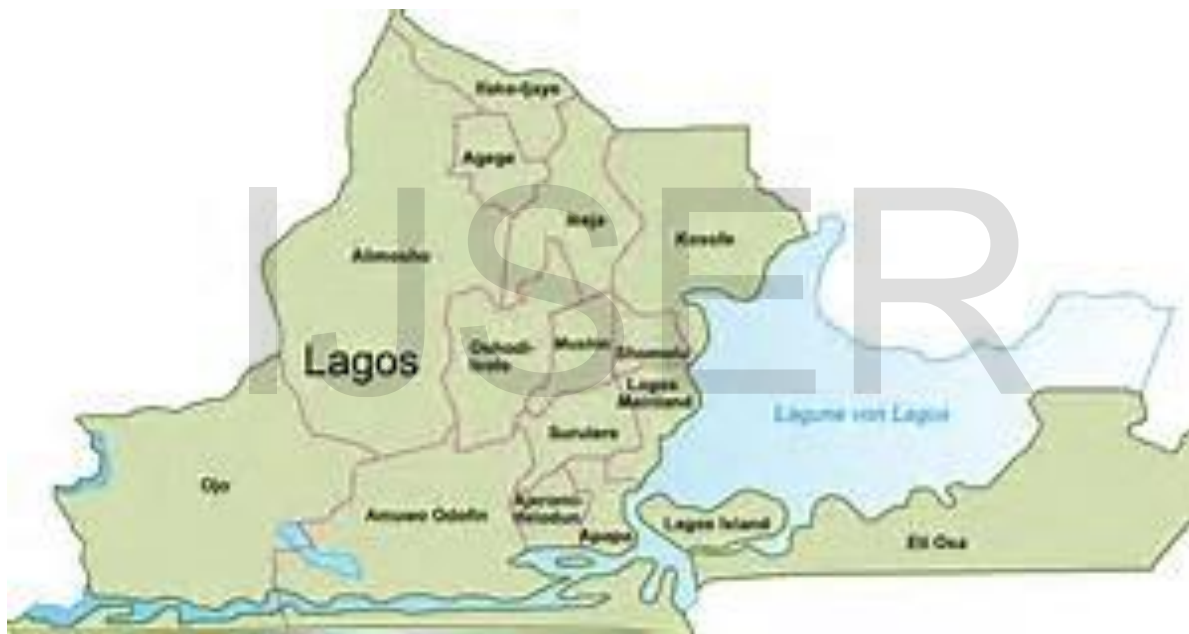 Ifako-Ijaye
Agege
Ikeja
Kosofe
Alimosho
IJSER
Oshodi-
Isolo
Mushin
Shomolu
Lagos
Lagos
Mainland
Lagune von Lagos
Surulere
Ojo
Amuwo Odofin
Ajeromi-
Ifelodun
Apapa
Lagos Island
Eti Osa